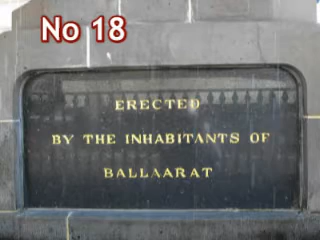 No 18
ERECTED
BY THE INHABITANTS OF
BALLAARAT